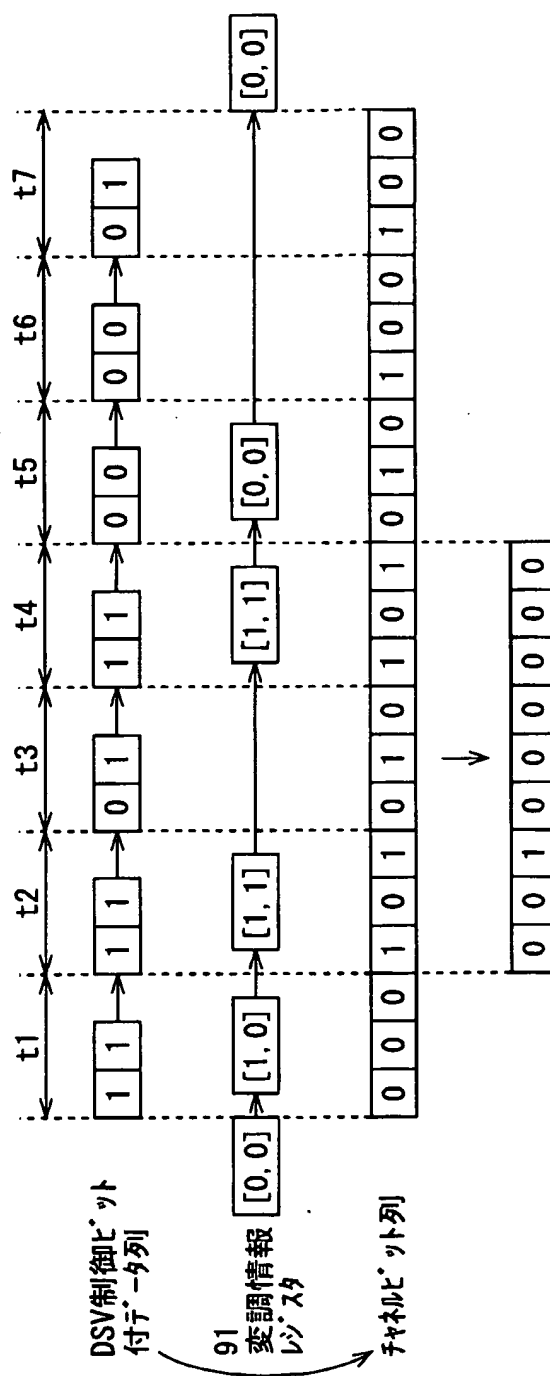 t1 t2 t3 t4 t5 t6 t7
DSV制御ビット
付データ列
1 1 1 1 0 1 1 1 0 0 0 0 0 1
91
変調情報
レジスタ
[0,0] [1,0] [1,1] [1,1] [0,0] [0,0]
チャネルビット列
0 0 0 1 0 1 0 1 0 1 0 1 0 1 0 1 0 0 1 0 0
0 0 1 0 0 0 0 0 0